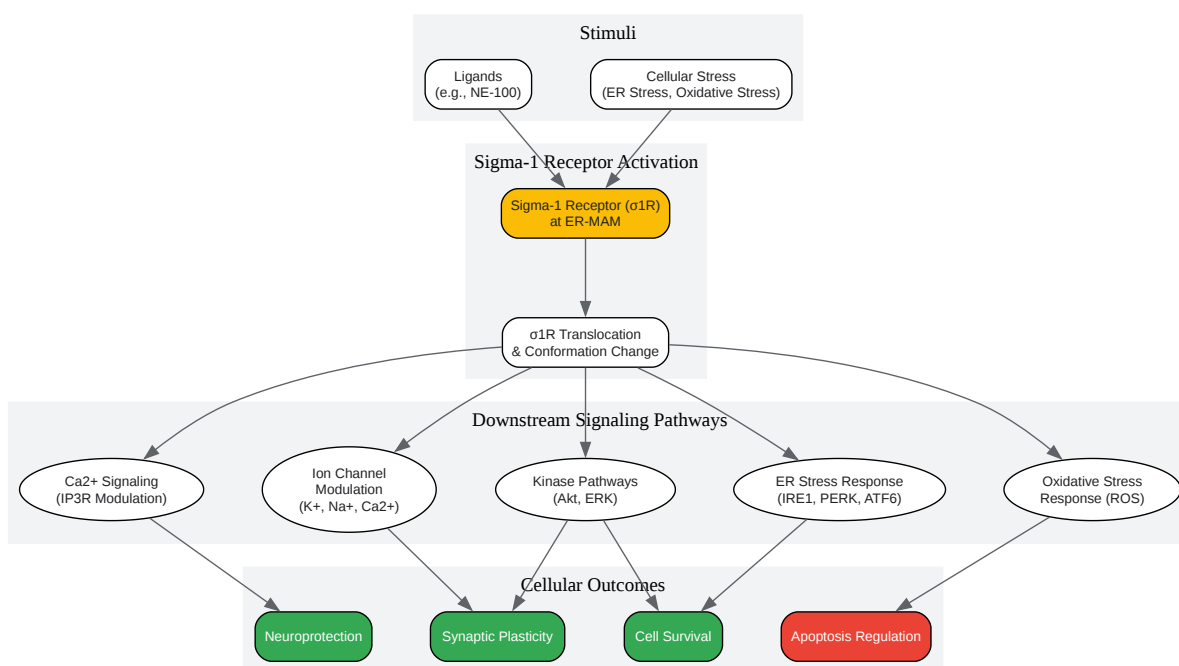 Stimuli
Ligands
(e.g., NE-100)
Cellular Stress
(ER Stress, Oxidative Stress)
Sigma-1 Receptor Activation
Sigma-1 Receptor (σ1R)
at ER-MAM
σ1R Translocation
& Conformation Change
Downstream Signaling Pathways
Ca2+ Signaling
(IP3R Modulation)
Ion Channel
Modulation
(K+, Na+, Ca2+)
Kinase Pathways
(Akt, ERK)
ER Stress Response
(IRE1, PERK, ATF6)
Oxidative Stress
Response (ROS)
Cellular Outcomes
Neuroprotection
Synaptic Plasticity
Cell Survival
Apoptosis Regulation